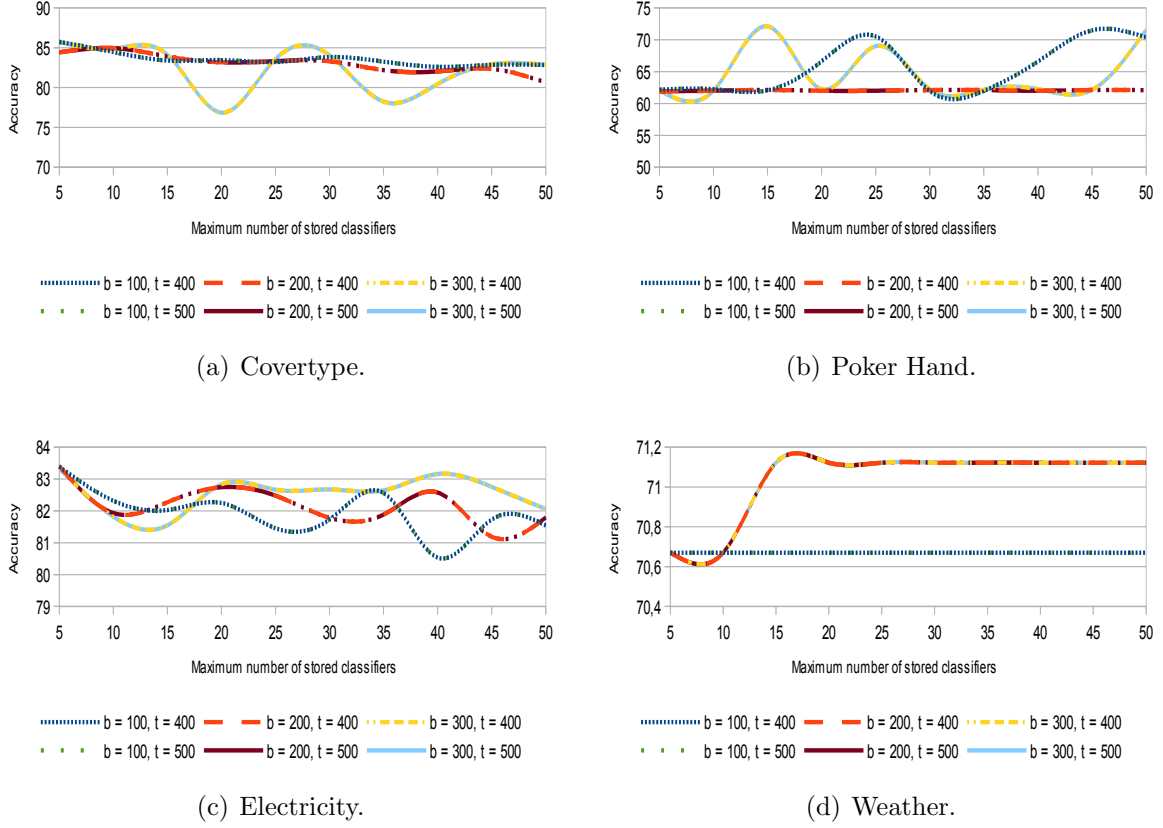 90
85
80
75
70
Accuracy
5 10 15 20 25 30 35 40 45 50
Maximum number of stored classifiers
b = 100, t = 400 b = 200, t = 400 b = 300, t = 400
b = 100, t = 500 b = 200, t = 500 b = 300, t = 500
(a) Covertype.
75
70
65
60
55
50
Accuracy
5 10 15 20 25 30 35 40 45 50
Maximum number of stored classifiers
b = 100, t = 400 b = 200, t = 400 b = 300, t = 400
b = 100, t = 500 b = 200, t = 500 b = 300, t = 500
(b) Poker Hand.
84
83
82
81
80
79
Accuracy
5 10 15 20 25 30 35 40 45 50
Maximum number of stored classifiers
b = 100, t = 400 b = 200, t = 400 b = 300, t = 400
b = 100, t = 500 b = 200, t = 500 b = 300, t = 500
(c) Electricity.
71,2
71
70,8
70,6
70,4
Accuracy
5 10 15 20 25 30 35 40 45 50
Maximum number of stored classifiers
b = 100, t = 400 b = 200, t = 400 b = 300, t = 400
b = 100, t = 500 b = 200, t = 500 b = 300, t = 500
(d) Weather.